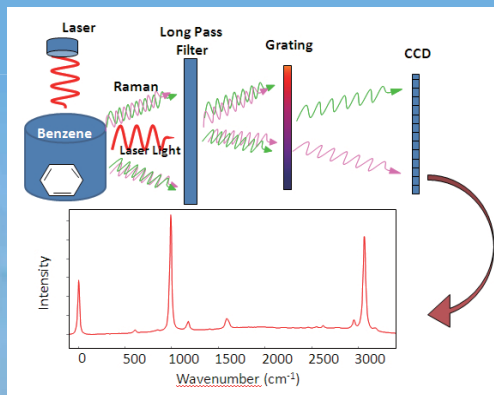 Laser
Long Pass
Filter
Grating
CCD
Raman
Benzene
Laser Light
Intensity
0 500 1000 1500 2000 2500 3000
Wavenumber (cm⁻¹)